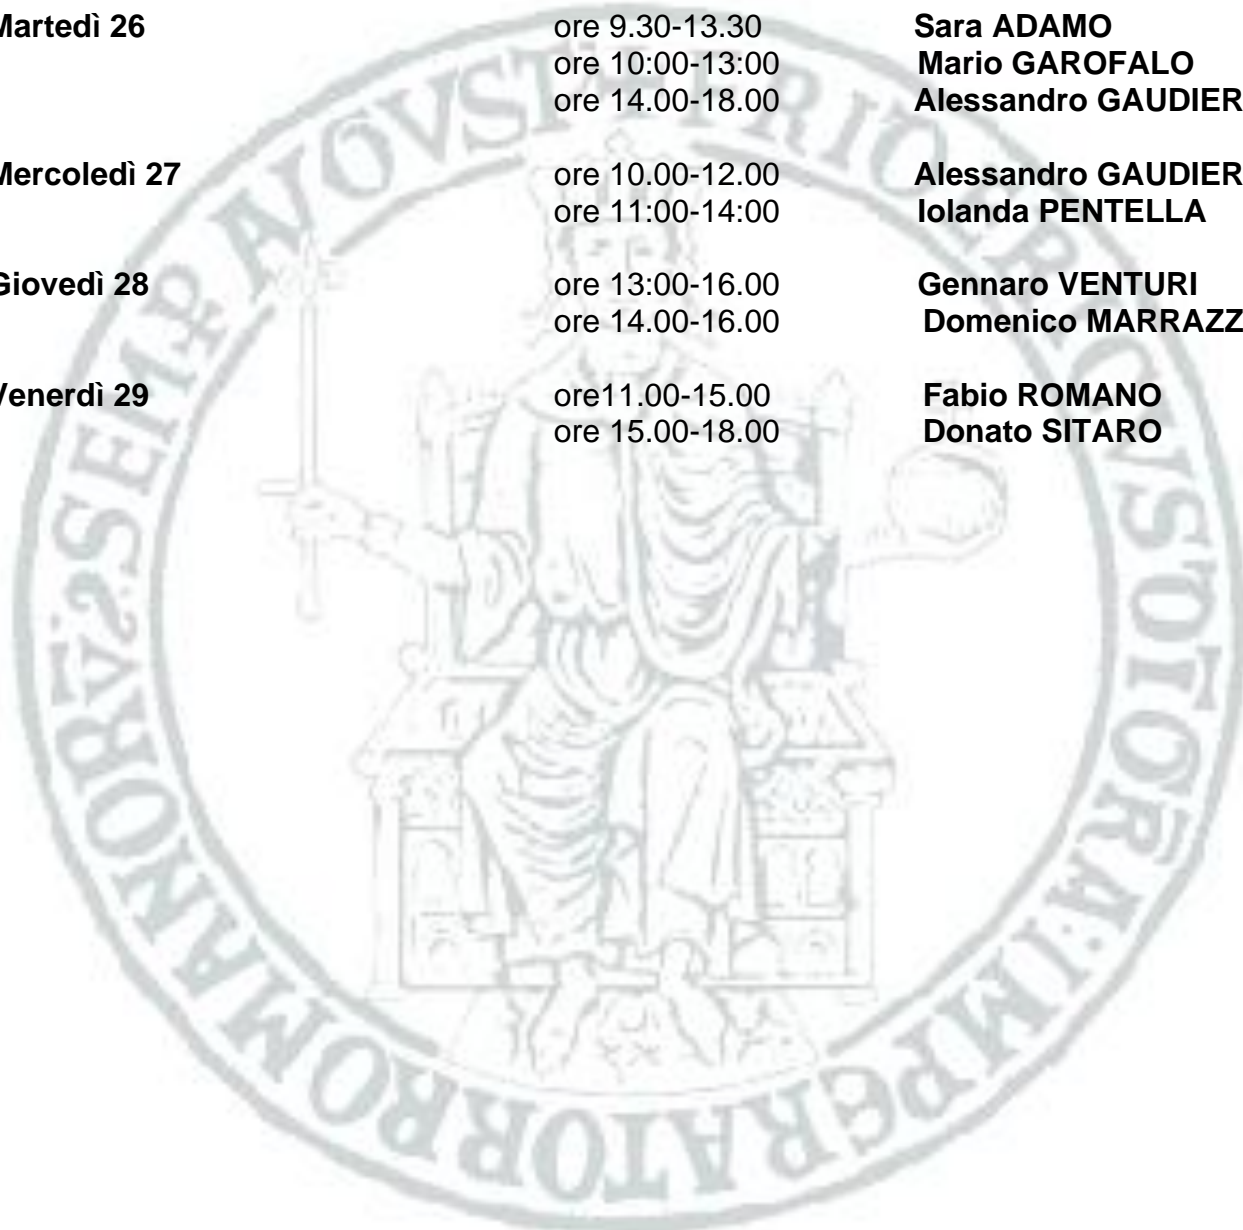 Martedì 26 ore 9.30-13.30 Sara ADAMO
ore 10:00-13:00 Mario GAROFALO
ore 14.00-18.00 Alessandro GAUDIER
Mercoledì 27 ore 10.00-12.00 Alessandro GAUDIER
ore 11:00-14:00 Iolanda PENTELLA
Giovedì 28 ore 13:00-16.00 Gennaro VENTURI
ore 14.00-16.00 Domenico MARRAZZ
Venerdì 29 ore11.00-15.00 Fabio ROMANO
ore 15.00-18.00 Donato SITARO